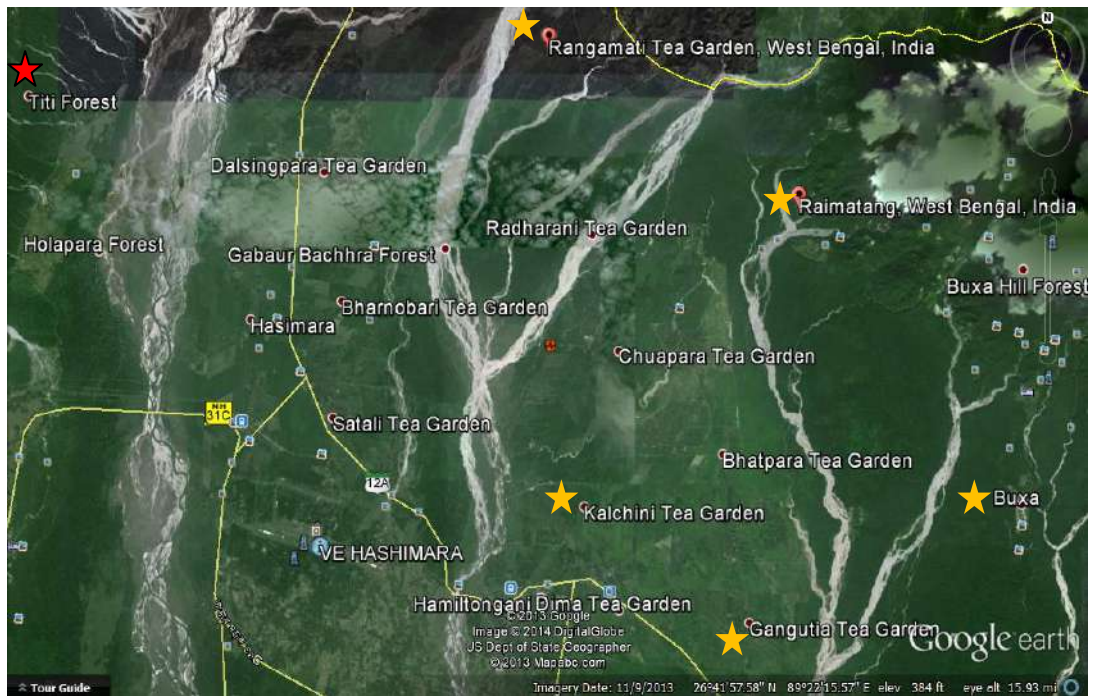 N
Rangamati Tea Garden, West Bengal, India
Titi Forest
Dalsingpara Tea Garden
Raimatang, West Bengal, India
Radharani Tea Garden
Holapara Forest
Gabaur Bachhra Forest
Buxa Hill Forest
Bharnobari Tea Garden
Hasimara
Chuapara Tea Garden
NH
31C
Satali Tea Garden
Bhatpara Tea Garden
12A
Buxa
Kalchini Tea Garden
VE HASHIMARA
Hamiltonganj Dima Tea Garden
© 2013 Google
Image © 2014 DigitalGlobe
US Dept of State Geographer
© 2013 Mapabc.com
Gangutia Tea Garden
Google earth
Tour Guide
Imagery Date: 11/9/2013 26°41'57.58" N 89°22'15.57" E elev 384 ft eye alt 15.93 mi